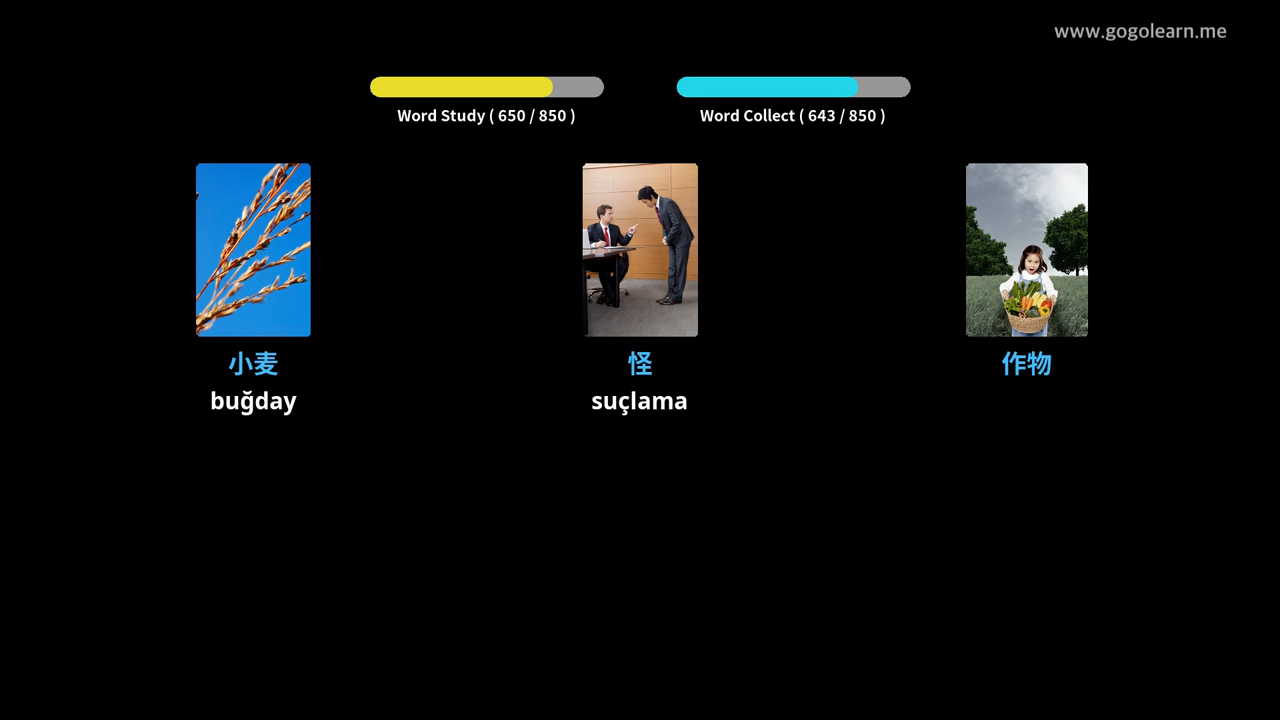 www.gogolearn.me
Word Study ( 650 / 850 )
Word Collect ( 643 / 850 )
小麦
怪
作物
buğday
suçlama